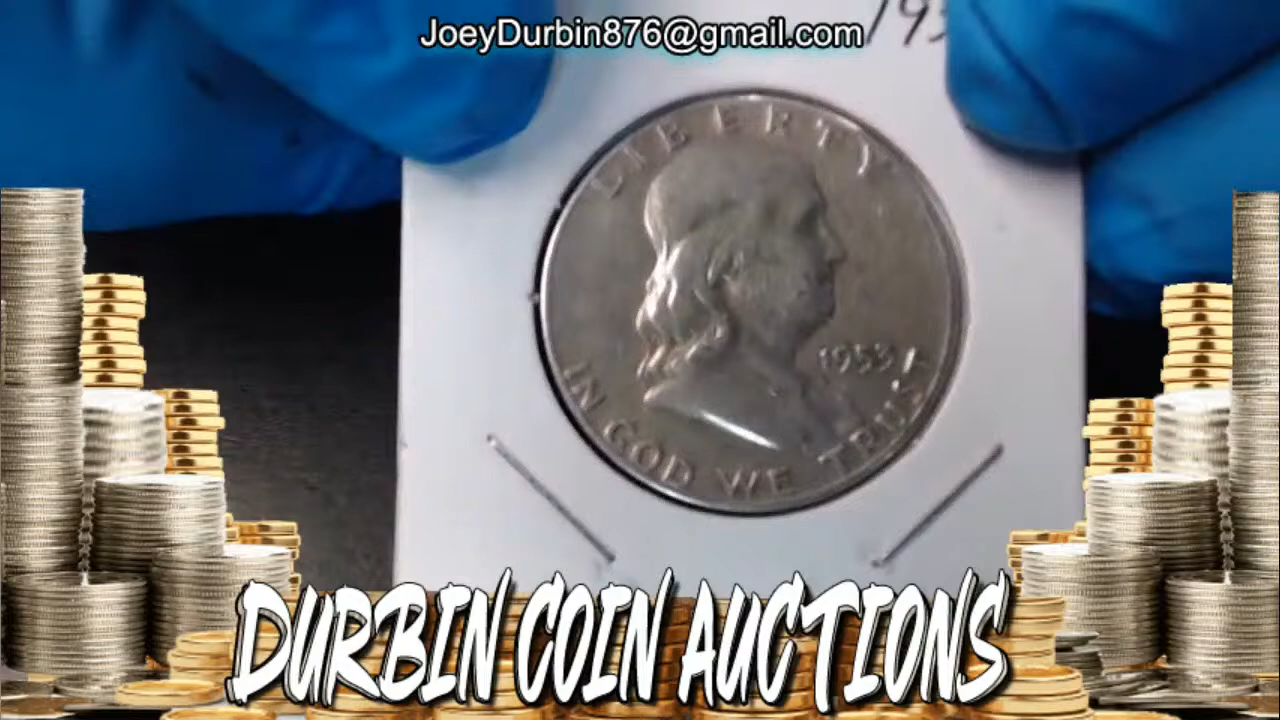 JoeyDurbin876@gmail.com
LIBERTY
1953
IN GOD WE TRUST
DURBIN COIN AUCTIONS